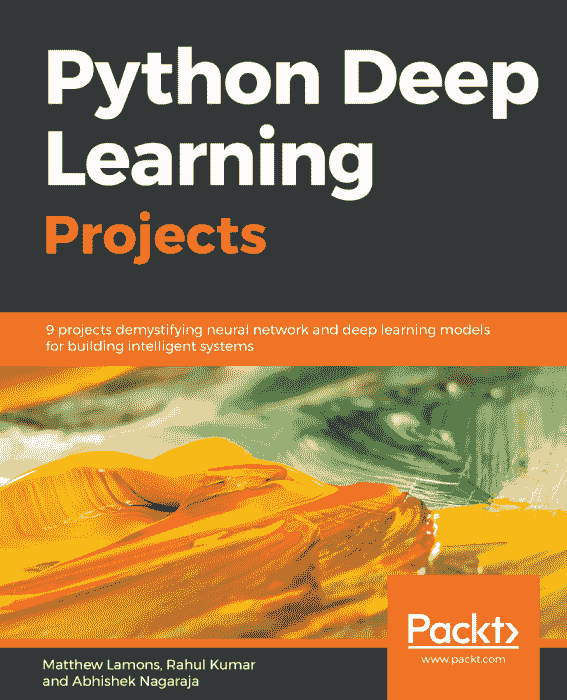 Python Deep
Learning
Projects
9 projects demystifying neural network and deep learning models
for building intelligent systems
Packt>
www.packt.com
Matthew Lamons, Rahul Kumar
and Abhishek Nagaraja